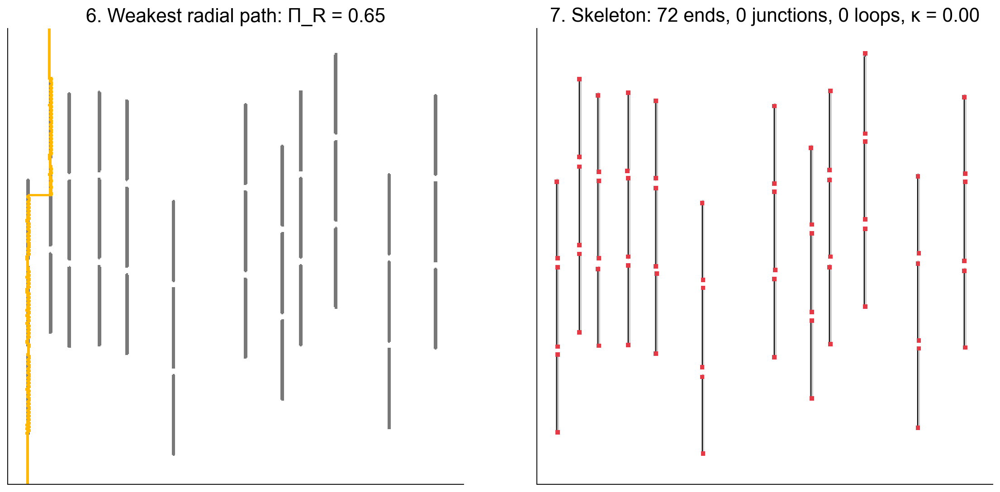 6. Weakest radial path: Π_R = 0.65
7. Skeleton: 72 ends, 0 junctions, 0 loops, κ = 0.00